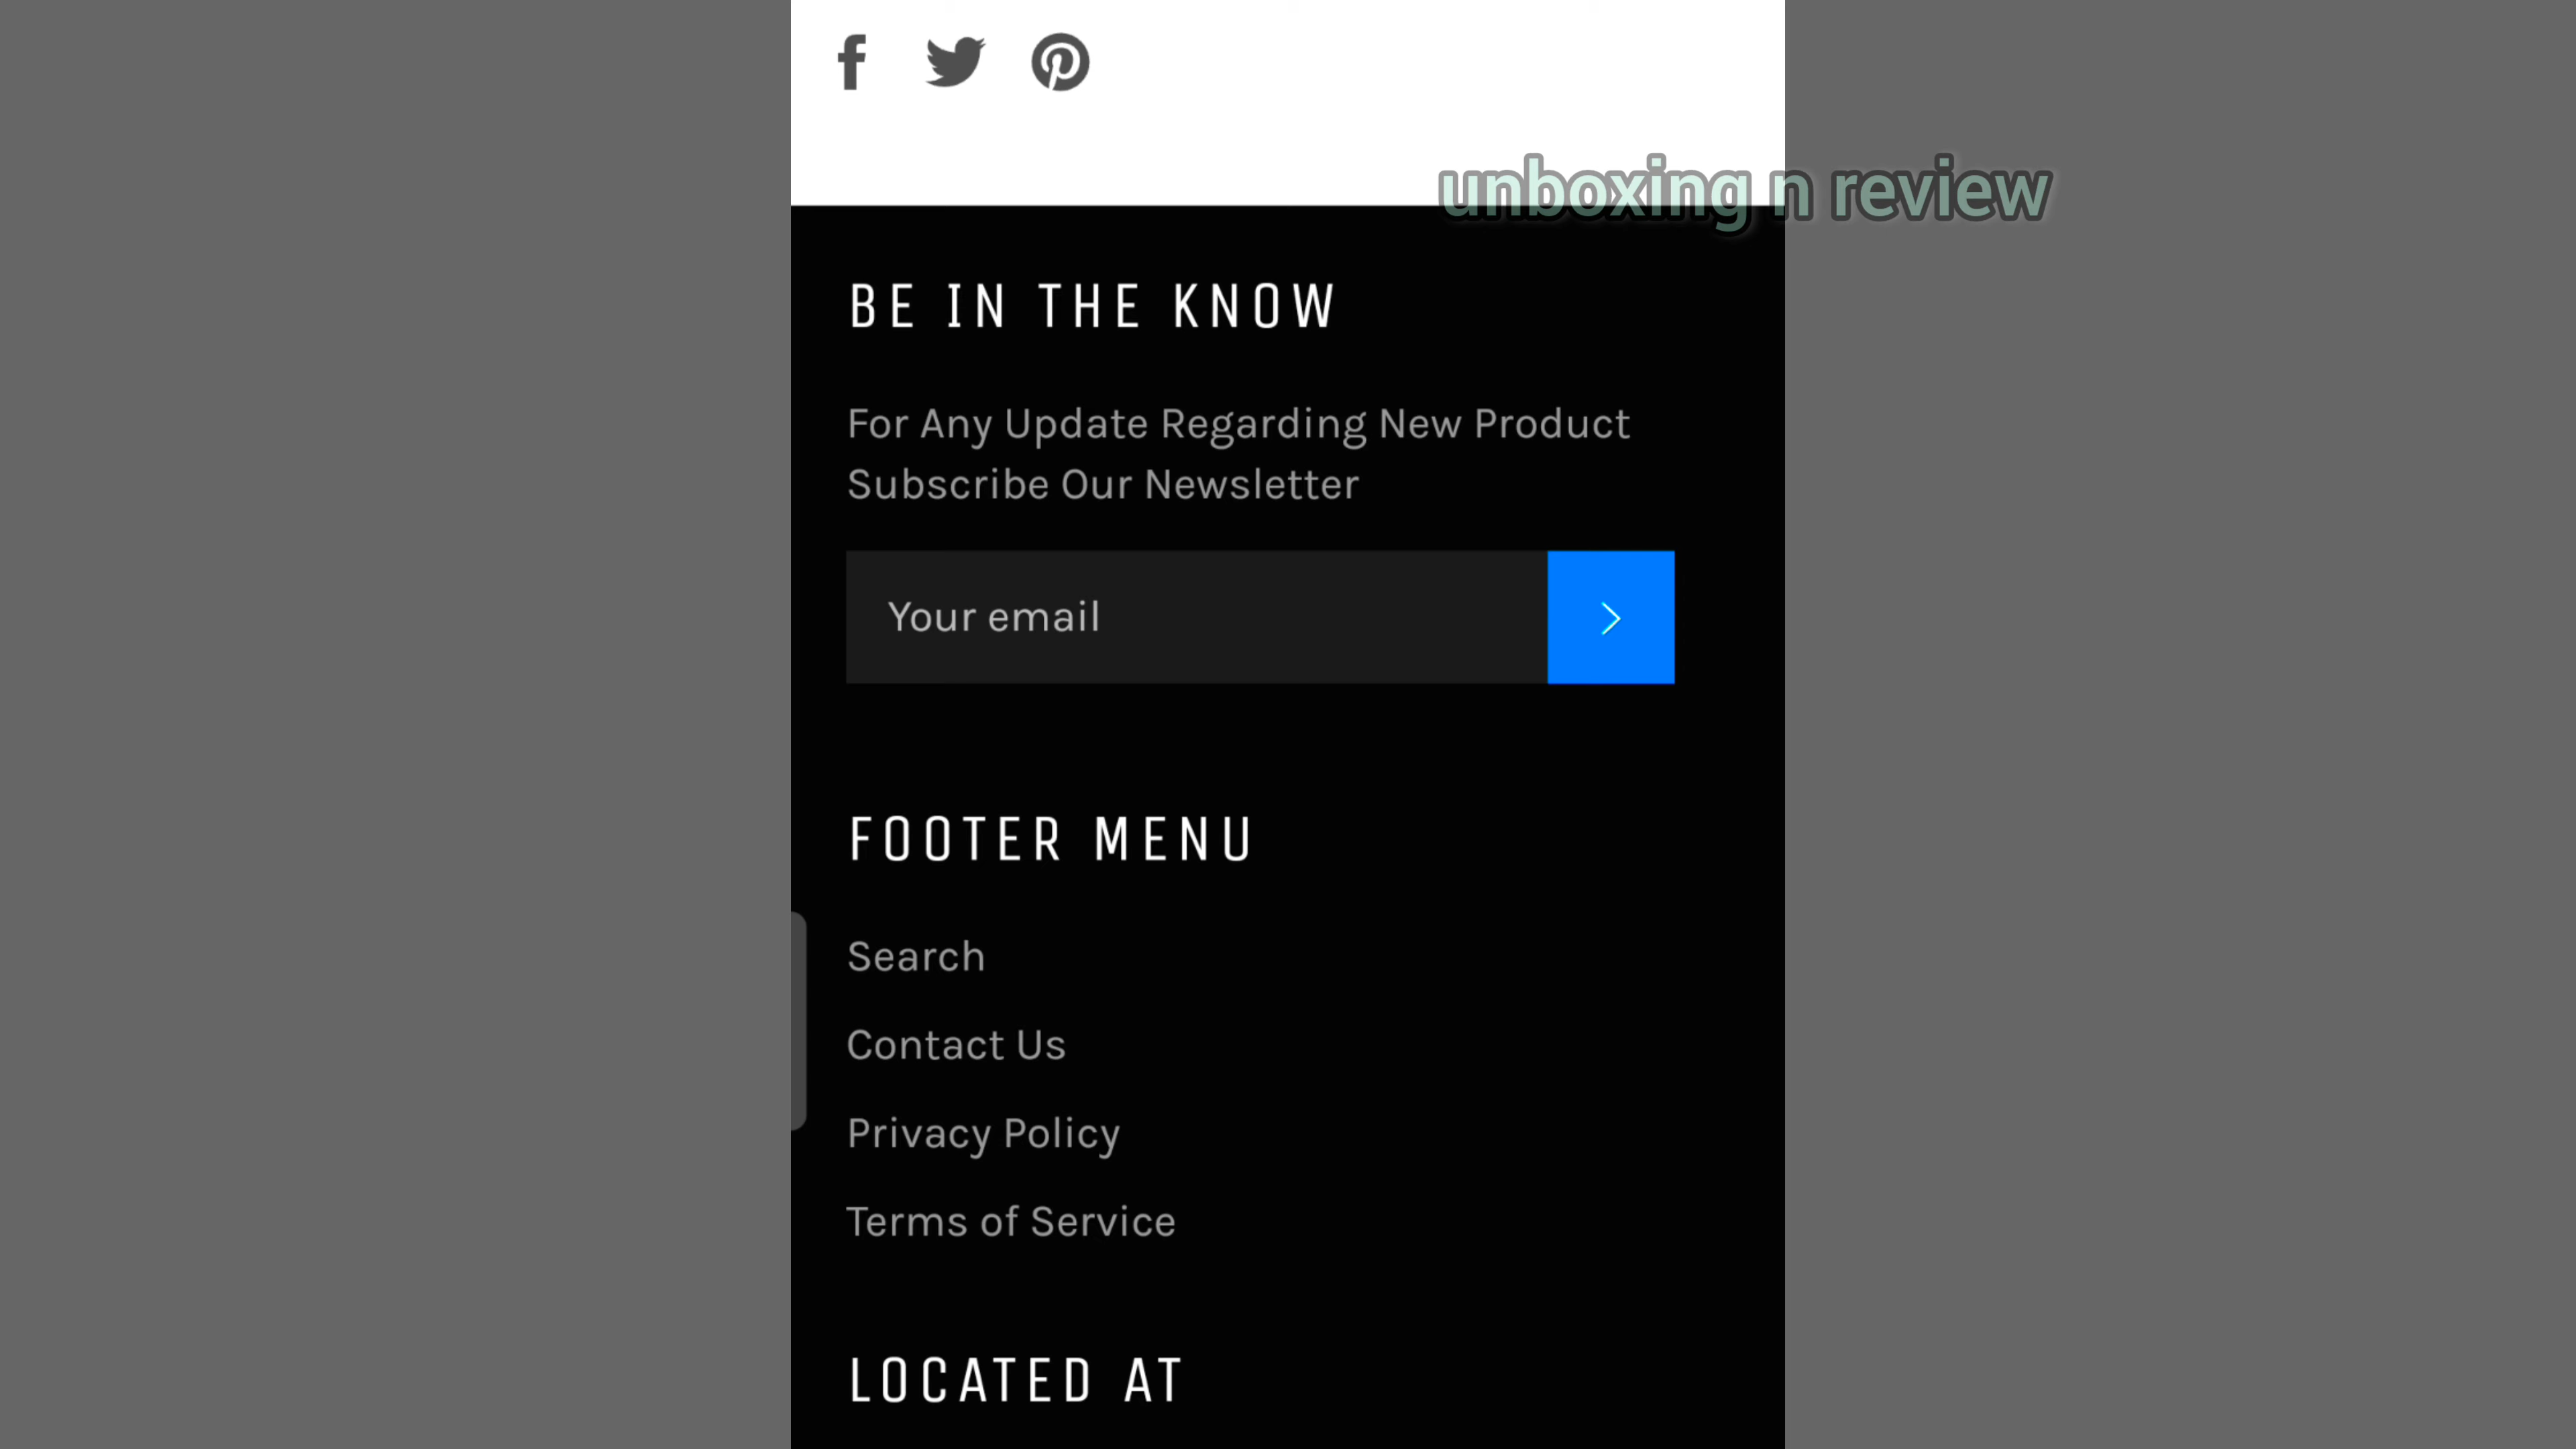 unboxing n review
BE IN THE KNOW
For Any Update Regarding New Product
Subscribe Our Newsletter
Your email
FOOTER MENU
Search
Contact Us
Privacy Policy
Terms of Service
LOCATED AT